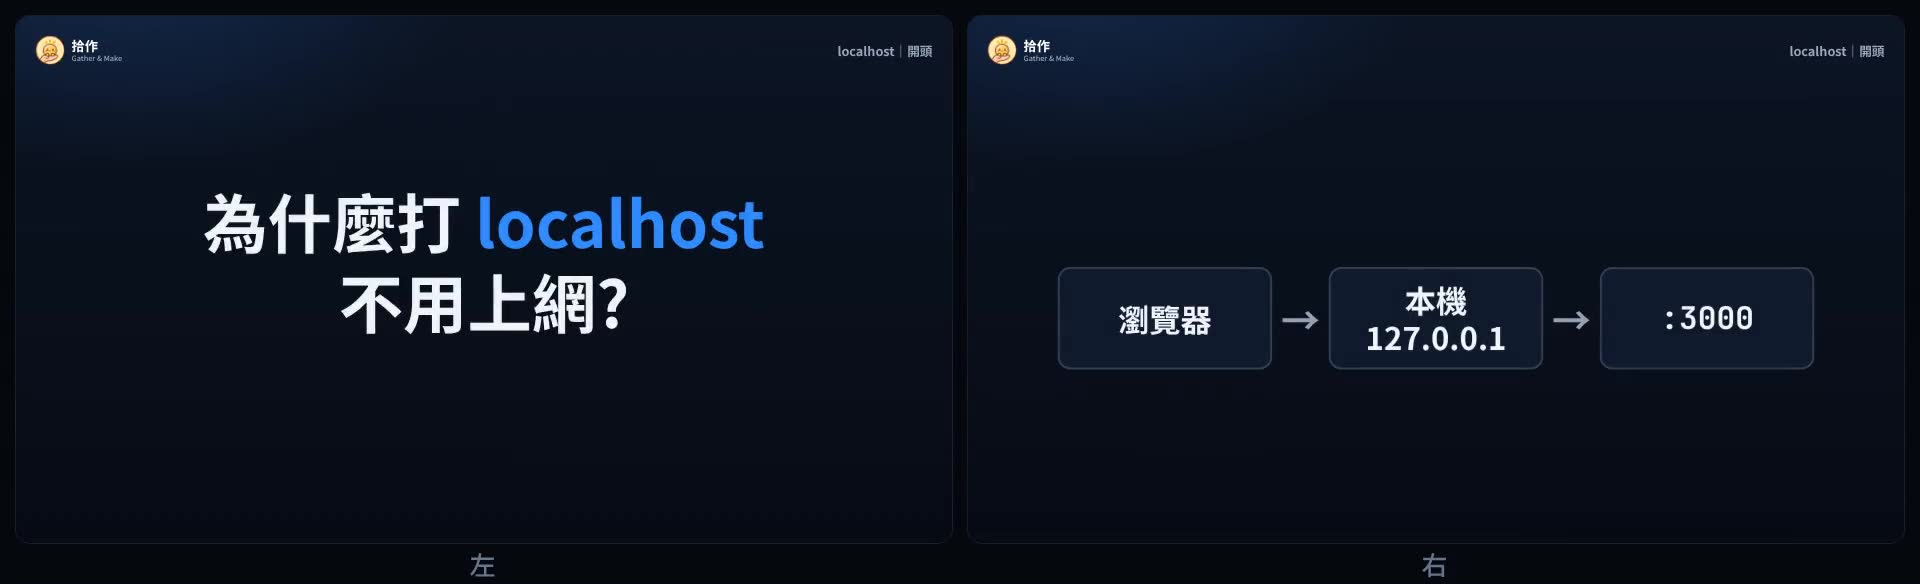 拾作
Gather & Make
localhost｜開頭
為什麼打 localhost
不用上網?
左
拾作
Gather & Make
localhost｜開頭
瀏覽器
→
本機
127.0.0.1
→
:3000
右